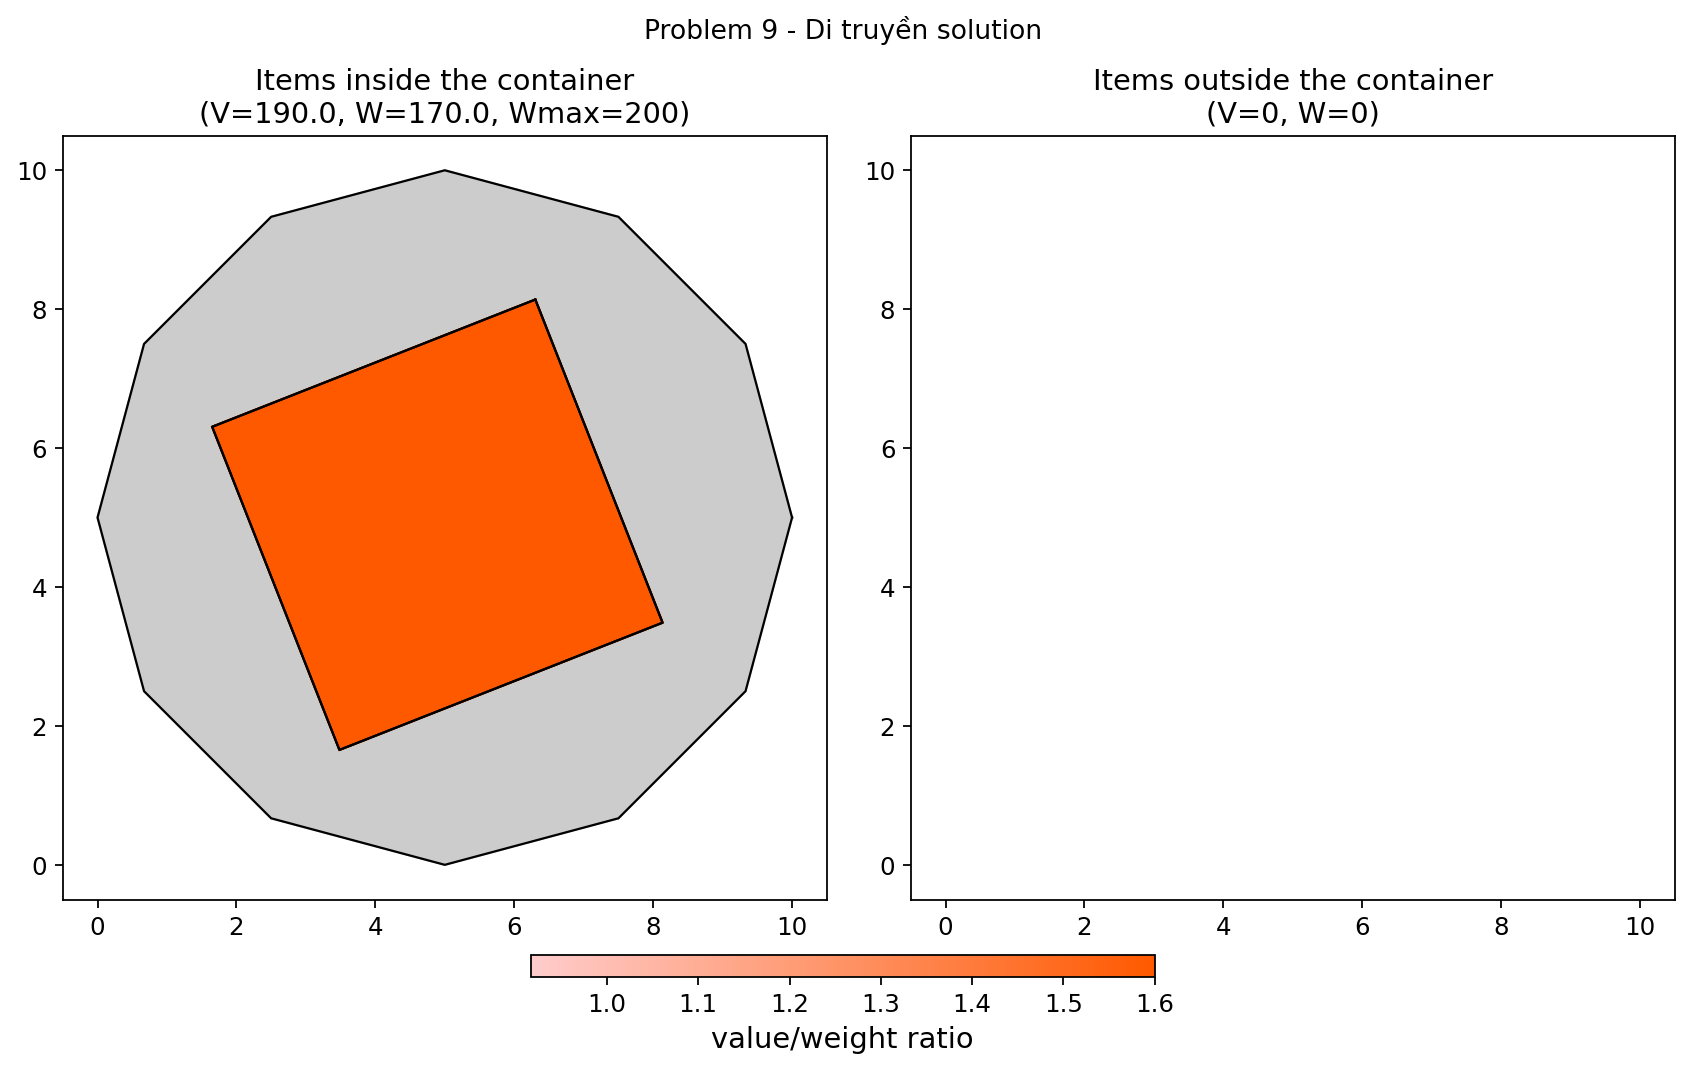 Problem 9 - Di truyền solution
Items inside the container
(V=190.0, W=170.0, Wmax=200)
Items outside the container
(V=0, W=0)
10
8
6
4
2
0
0 2 4 6 8 10
10
8
6
4
2
0
0 2 4 6 8 10
1.0 1.1 1.2 1.3 1.4 1.5 1.6
value/weight ratio